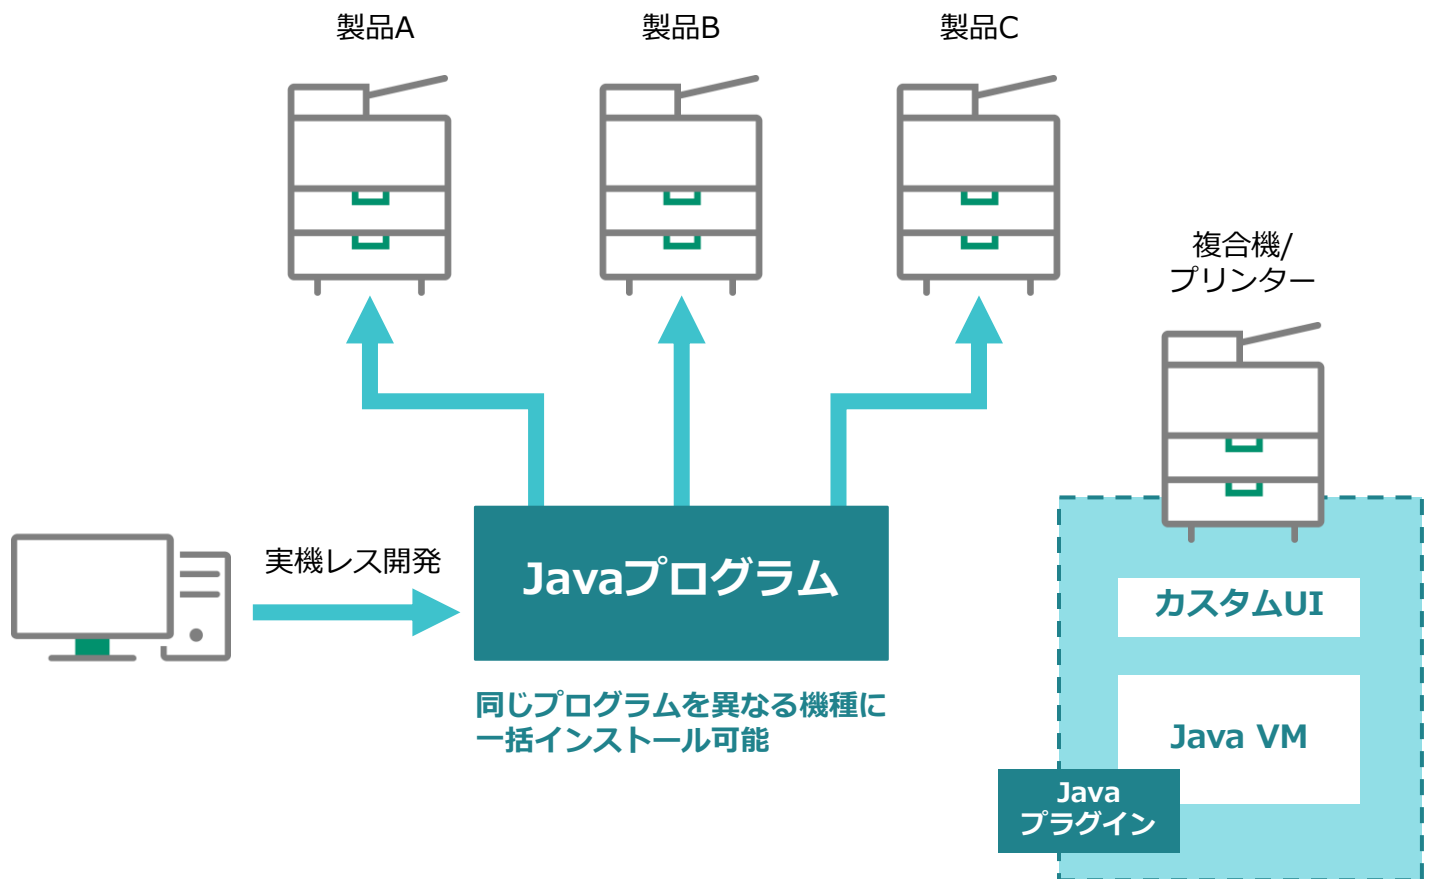 製品A
製品B
製品C
複合機/
プリンター
実機レス開発
Javaプログラム
同じプログラムを異なる機種に
一括インストール可能
カスタムUI
Java VM
Java
プラグイン